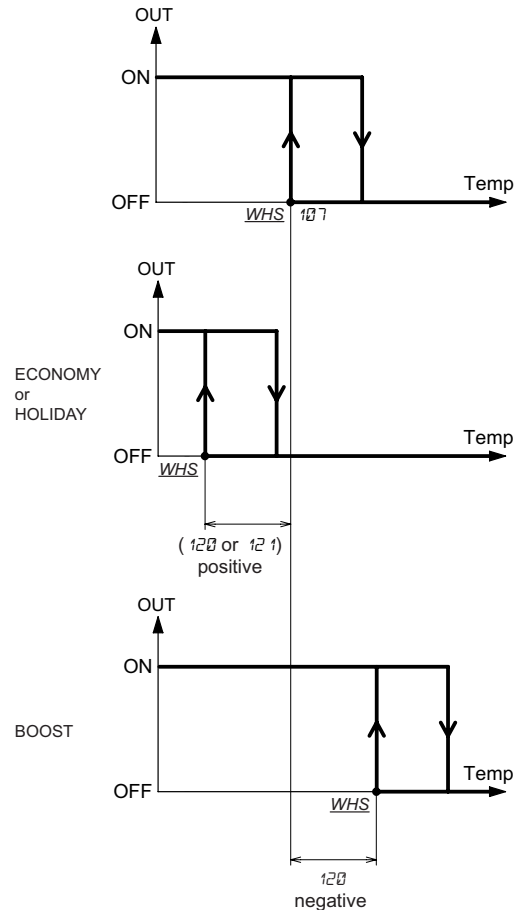 OUT
ON
Temp
OFF
WHS 107
OUT
ON
ECONOMY
or
HOLIDAY
Temp
OFF
WHS
( 120 or 121)
positive
OUT
ON
BOOST
Temp
OFF
WHS
120
negative